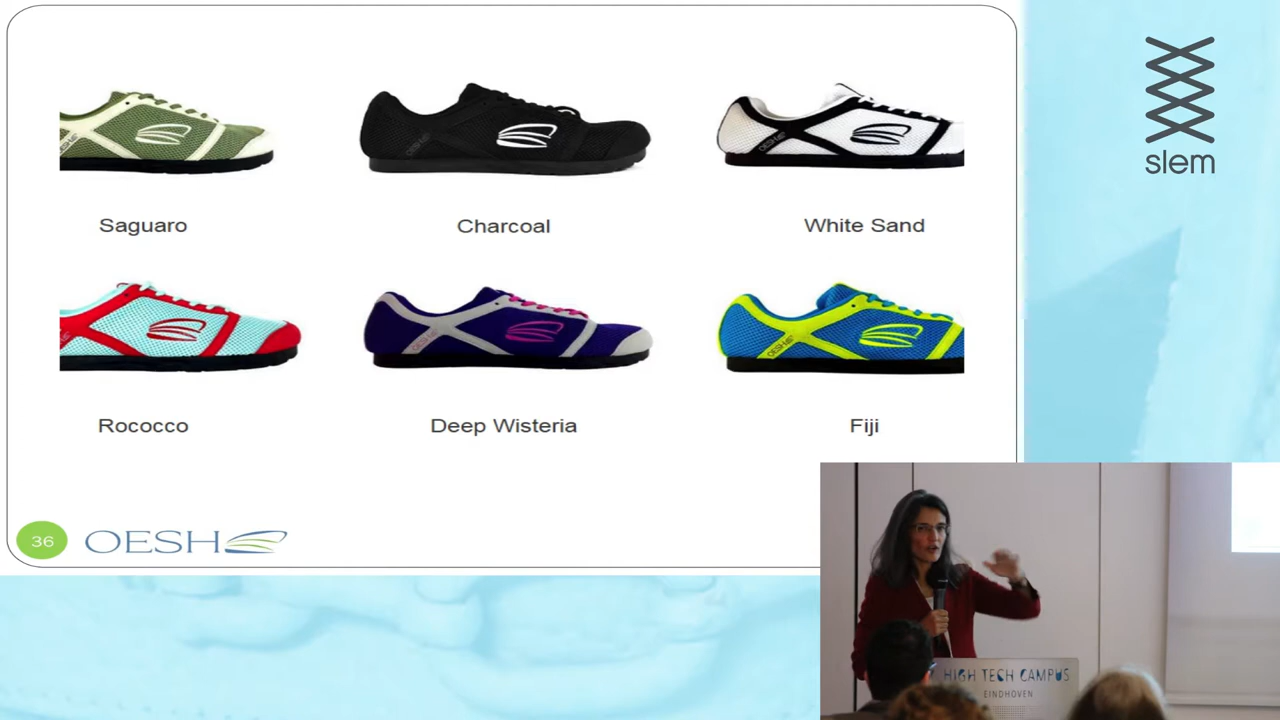 slem
Saguaro
Charcoal
White Sand
Rococco
Deep Wisteria
Fiji
36
OESH
HIGH TECH CAMPUS
EINDHOVEN